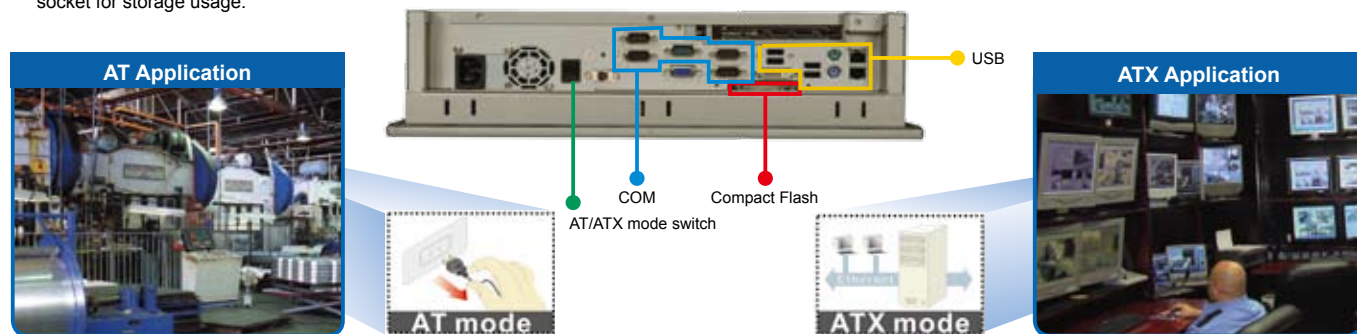 socket for storage usage.
AT Application
USB
ATX Application
COM
Compact Flash
AT/ATX mode switch
Ethernet
AT mode
ATX mode